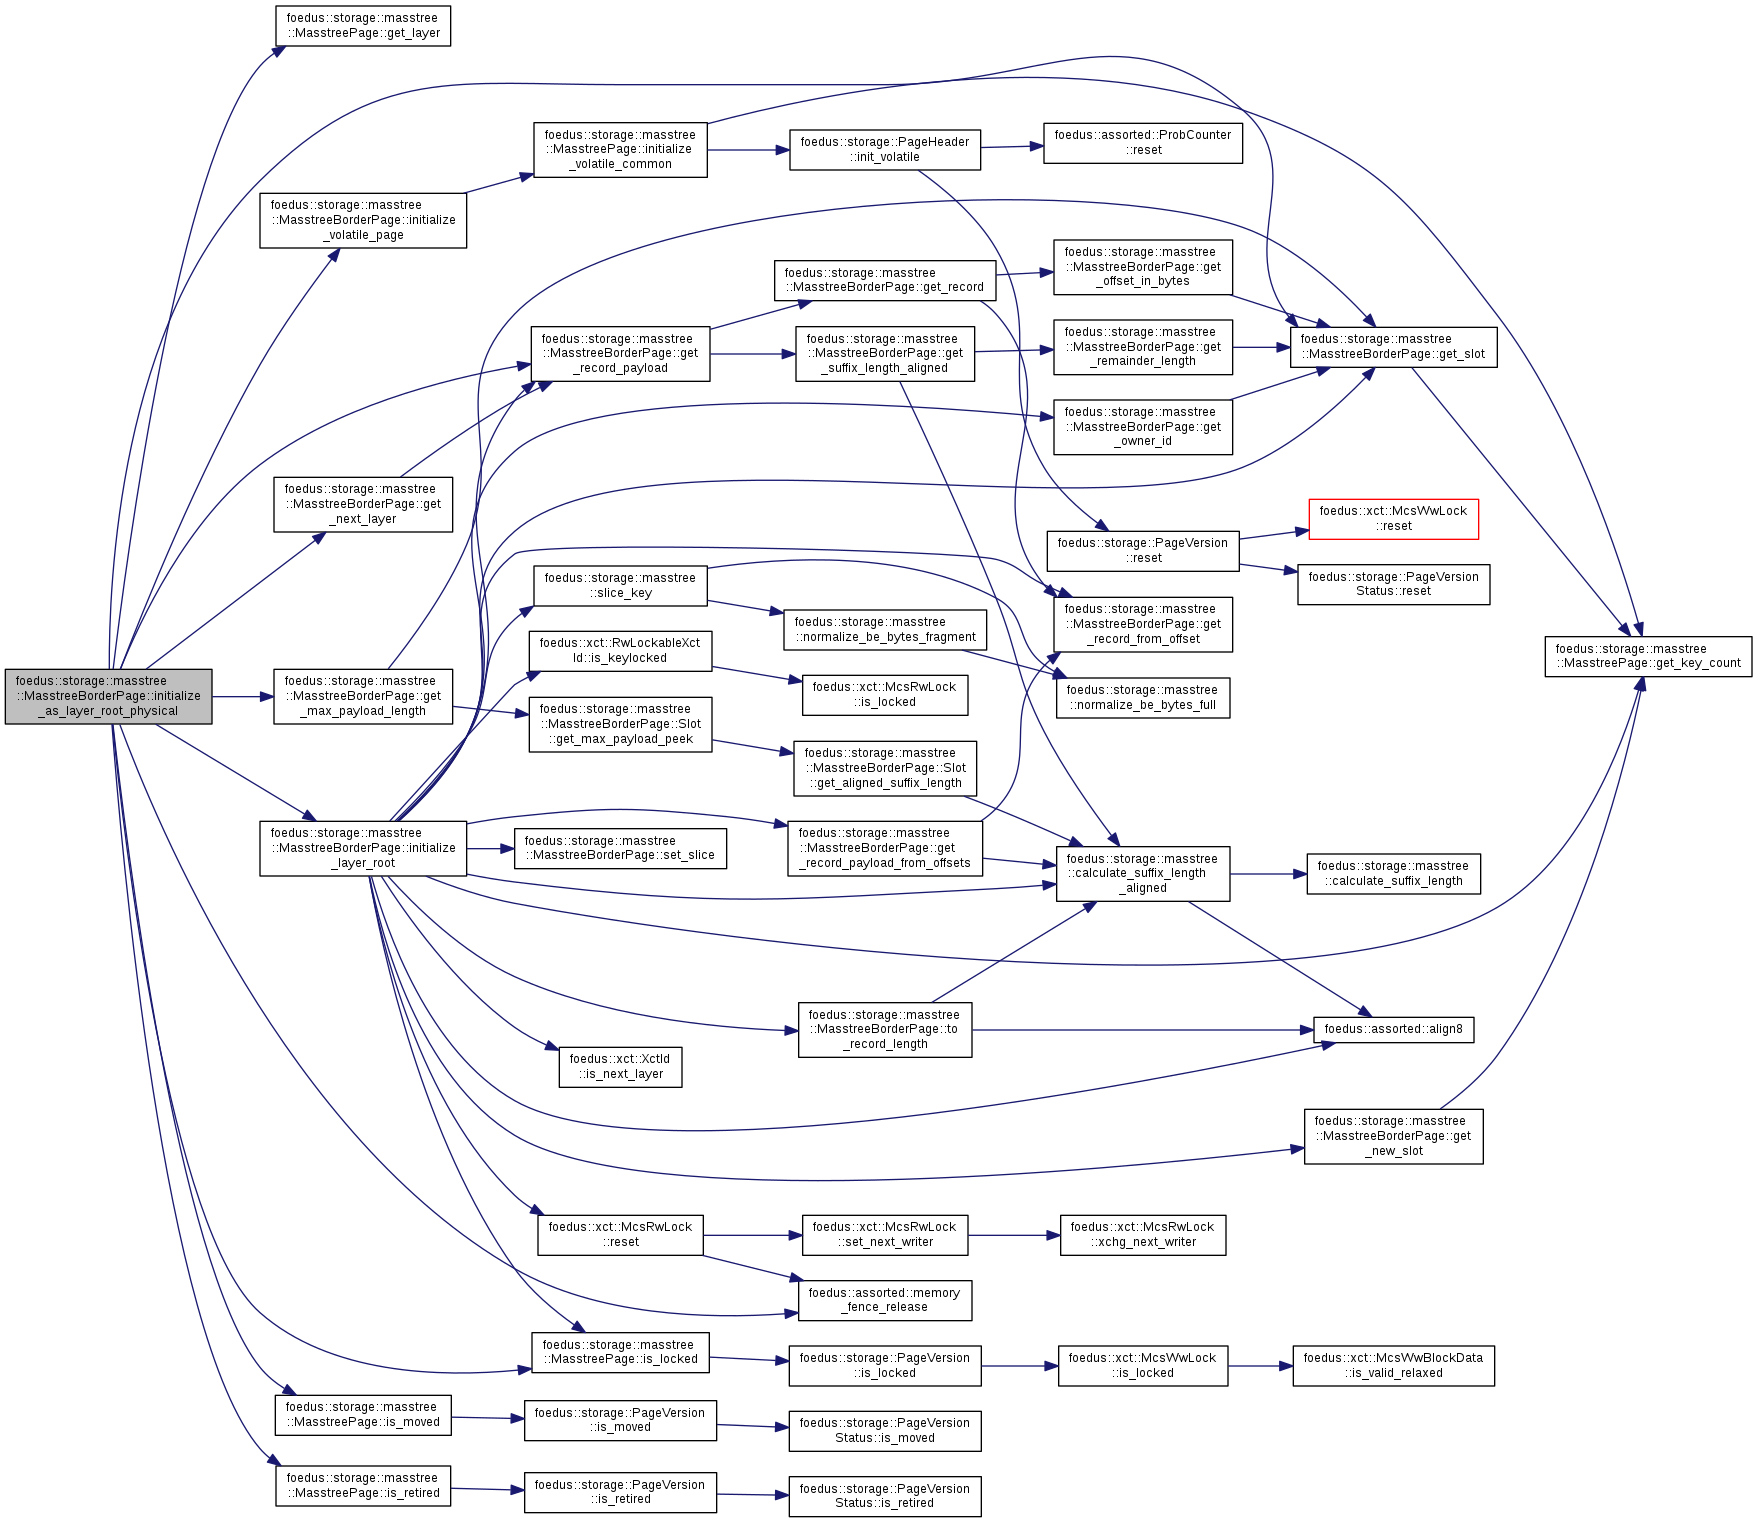 foedus::storage::masstree
::MasstreePage::get_layer
foedus::storage::masstree
::MasstreePage::initialize
_volatile_common
foedus::storage::PageHeader
::init_volatile
foedus::assorted::ProbCounter
::reset
foedus::storage::masstree
::MasstreeBorderPage::initialize
_volatile_page
foedus::storage::masstree
::MasstreeBorderPage::get_record
foedus::storage::masstree
::MasstreeBorderPage::get
_offset_in_bytes
foedus::storage::masstree
::MasstreeBorderPage::get
_record_payload
foedus::storage::masstree
::MasstreeBorderPage::get
_suffix_length_aligned
foedus::storage::masstree
::MasstreeBorderPage::get
_remainder_length
foedus::storage::masstree
::MasstreeBorderPage::get_slot
foedus::storage::masstree
::MasstreeBorderPage::get
_owner_id
foedus::storage::masstree
::MasstreeBorderPage::get
_next_layer
foedus::xct::McsWwLock
::reset
foedus::storage::PageVersion
::reset
foedus::storage::PageVersion
Status::reset
foedus::storage::masstree
::slice_key
foedus::storage::masstree
::normalize_be_bytes_fragment
foedus::storage::masstree
::MasstreeBorderPage::get
_record_from_offset
foedus::xct::RwLockableXct
Id::is_keylocked
foedus::xct::McsRwLock
::is_locked
foedus::storage::masstree
::normalize_be_bytes_full
foedus::storage::masstree
::MasstreePage::get_key_count
foedus::storage::masstree
::MasstreeBorderPage::initialize
_as_layer_root_physical
foedus::storage::masstree
::MasstreeBorderPage::get
_max_payload_length
foedus::storage::masstree
::MasstreeBorderPage::Slot
::get_max_payload_peek
foedus::storage::masstree
::MasstreeBorderPage::Slot
::get_aligned_suffix_length
foedus::storage::masstree
::MasstreeBorderPage::initialize
_layer_root
foedus::storage::masstree
::MasstreeBorderPage::set_slice
foedus::storage::masstree
::MasstreeBorderPage::get
_record_payload_from_offsets
foedus::storage::masstree
::calculate_suffix_length
_aligned
foedus::storage::masstree
::calculate_suffix_length
foedus::storage::masstree
::MasstreeBorderPage::to
_record_length
foedus::assorted::align8
foedus::xct::XctId
::is_next_layer
foedus::storage::masstree
::MasstreeBorderPage::get
_new_slot
foedus::xct::McsRwLock
::reset
foedus::xct::McsRwLock
::set_next_writer
foedus::xct::McsRwLock
::xchg_next_writer
foedus::assorted::memory
_fence_release
foedus::storage::masstree
::MasstreePage::is_locked
foedus::storage::PageVersion
::is_locked
foedus::xct::McsWwLock
::is_locked
foedus::xct::McsWwBlockData
::is_valid_relaxed
foedus::storage::masstree
::MasstreePage::is_moved
foedus::storage::PageVersion
::is_moved
foedus::storage::PageVersion
Status::is_moved
foedus::storage::masstree
::MasstreePage::is_retired
foedus::storage::PageVersion
::is_retired
foedus::storage::PageVersion
Status::is_retired